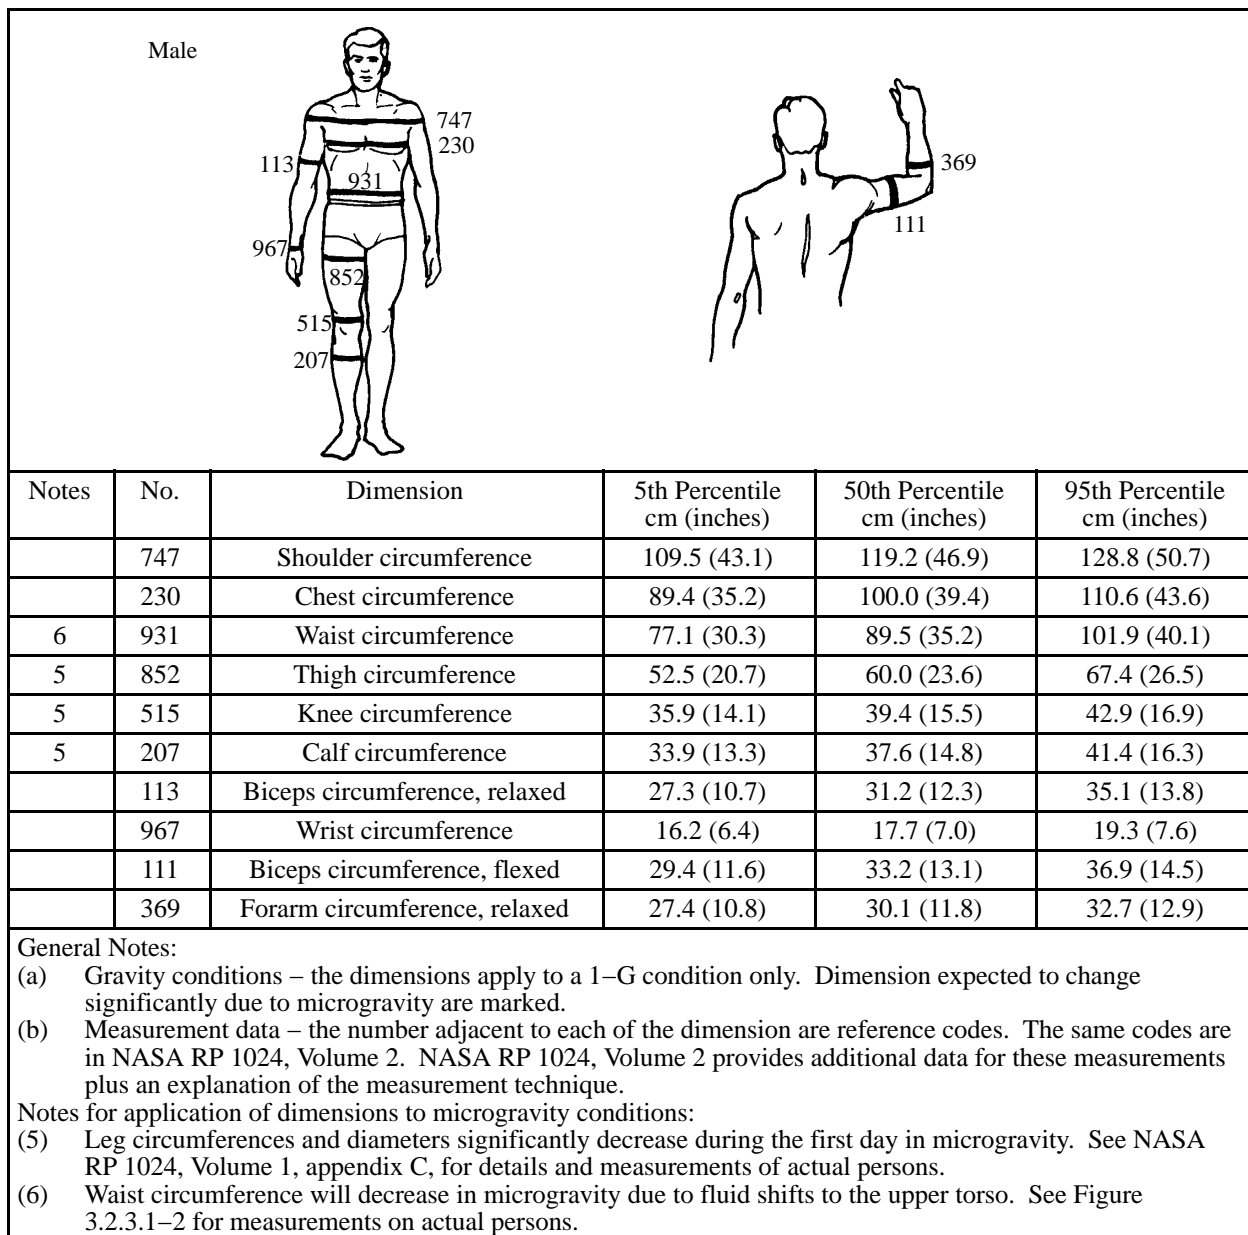 Male
747
230
113
931
967
852
515
207
369
111
Notes No. Dimension 5th Percentile cm (inches) 50th Percentile cm (inches) 95th Percentile cm (inches)
747 Shoulder circumference 109.5 (43.1) 119.2 (46.9) 128.8 (50.7)
230 Chest circumference 89.4 (35.2) 100.0 (39.4) 110.6 (43.6)
6 931 Waist circumference 77.1 (30.3) 89.5 (35.2) 101.9 (40.1)
5 852 Thigh circumference 52.5 (20.7) 60.0 (23.6) 67.4 (26.5)
5 515 Knee circumference 35.9 (14.1) 39.4 (15.5) 42.9 (16.9)
5 207 Calf circumference 33.9 (13.3) 37.6 (14.8) 41.4 (16.3)
113 Biceps circumference, relaxed 27.3 (10.7) 31.2 (12.3) 35.1 (13.8)
967 Wrist circumference 16.2 (6.4) 17.7 (7.0) 19.3 (7.6)
111 Biceps circumference, flexed 29.4 (11.6) 33.2 (13.1) 36.9 (14.5)
369 Forarm circumference, relaxed 27.4 (10.8) 30.1 (11.8) 32.7 (12.9)
General Notes:
(a) Gravity conditions – the dimensions apply to a 1–G condition only. Dimension expected to change
significantly due to microgravity are marked.
(b) Measurement data – the number adjacent to each of the dimension are reference codes. The same codes are
in NASA RP 1024, Volume 2. NASA RP 1024, Volume 2 provides additional data for these measurements
plus an explanation of the measurement technique.
Notes for application of dimensions to microgravity conditions:
(5) Leg circumferences and diameters significantly decrease during the first day in microgravity. See NASA
RP 1024, Volume 1, appendix C, for details and measurements of actual persons.
(6) Waist circumference will decrease in microgravity due to fluid shifts to the upper torso. See Figure
3.2.3.1–2 for measurements on actual persons.